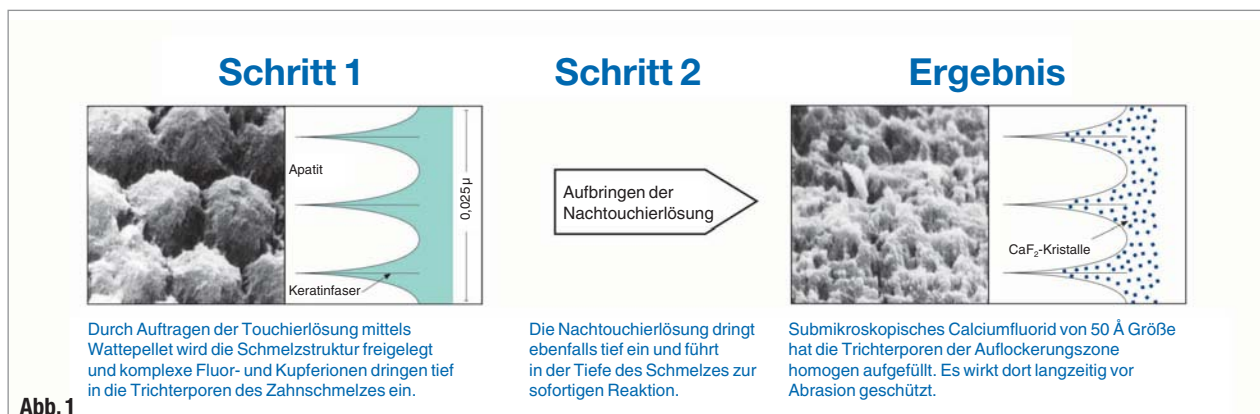 Schritt 1
Schritt 2
Ergebnis
Apatit
Keratinfaser
0,025 µ
Aufbringen der
Nachtouchierlösung
CaF₂-Kristalle
Durch Auftragen der Touchierlösung mittels
Wattepellet wird die Schmelzstruktur freigelegt
und komplexe Fluor- und Kupferionen dringen tief
in die Trichterporen des Zahnschmelzes ein.
Die Nachtouchierlösung dringt
ebenfalls tief ein und führt
in der Tiefe des Schmelzes zur
sofortigen Reaktion.
Submikroskopisches Calciumfluorid von 50 Å Größe
hat die Trichterporen der Auflockerungszone
homogen aufgefüllt. Es wirkt dort langzeitig vor
Abrasion geschützt.
Abb. 1